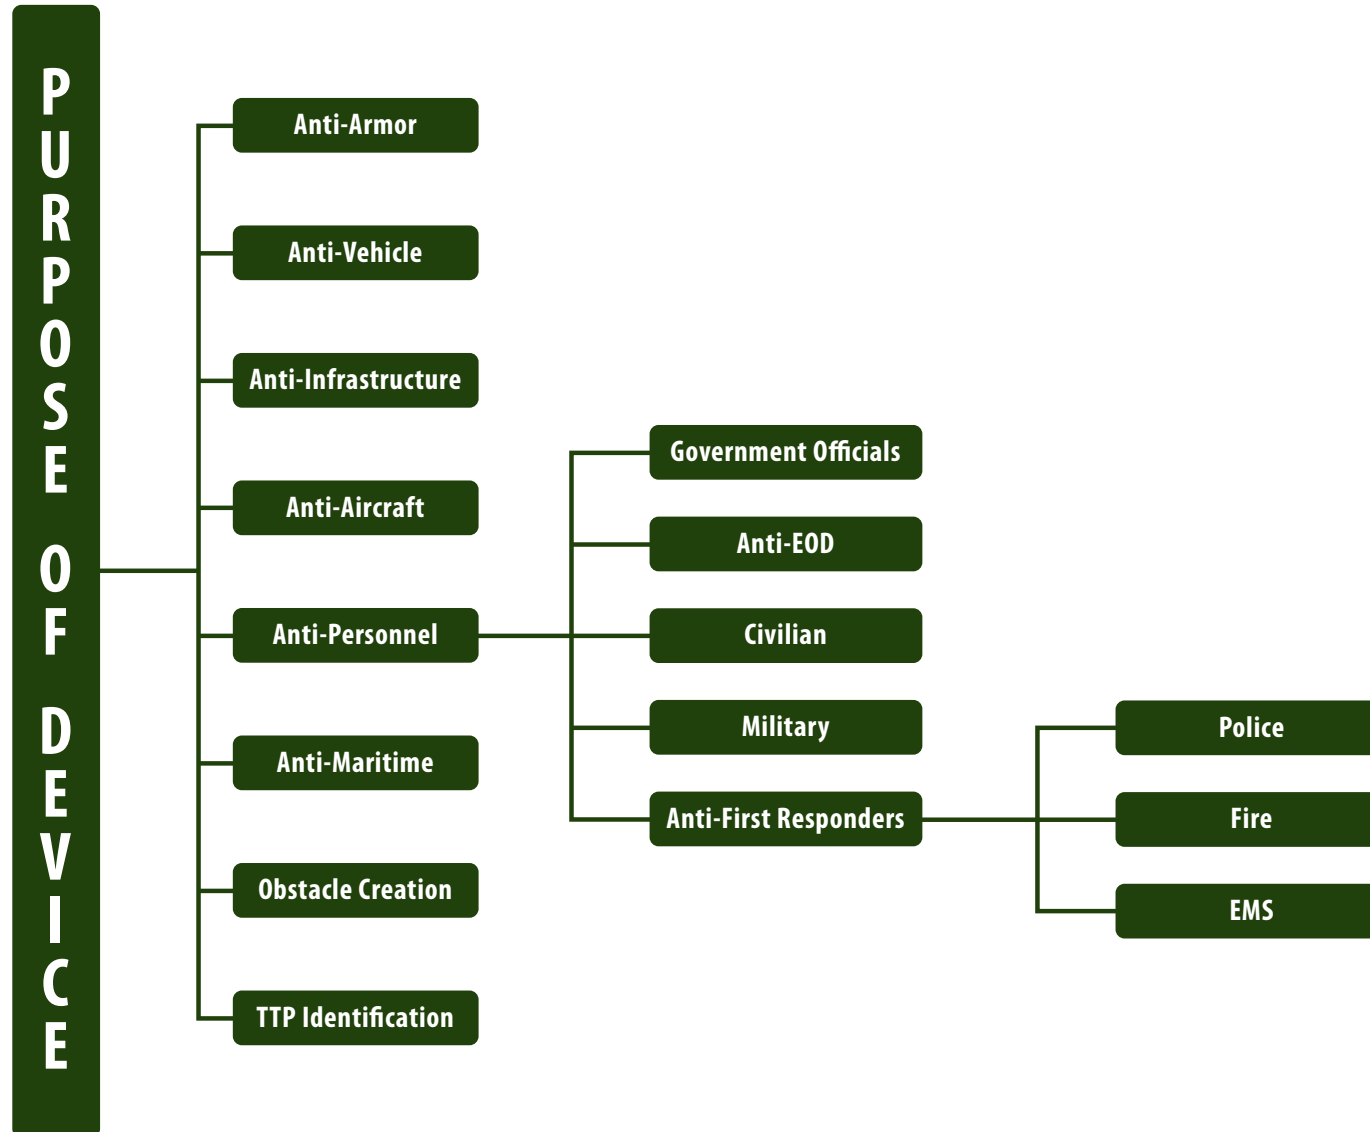 PURPOSE OF DEVICE
Anti-Armor
Anti-Vehicle
Anti-Infrastructure
Anti-Aircraft
Anti-Personnel
Anti-Maritime
Obstacle Creation
TTP Identification
Government Officials
Anti-EOD
Civilian
Military
Anti-First Responders
Police
Fire
EMS